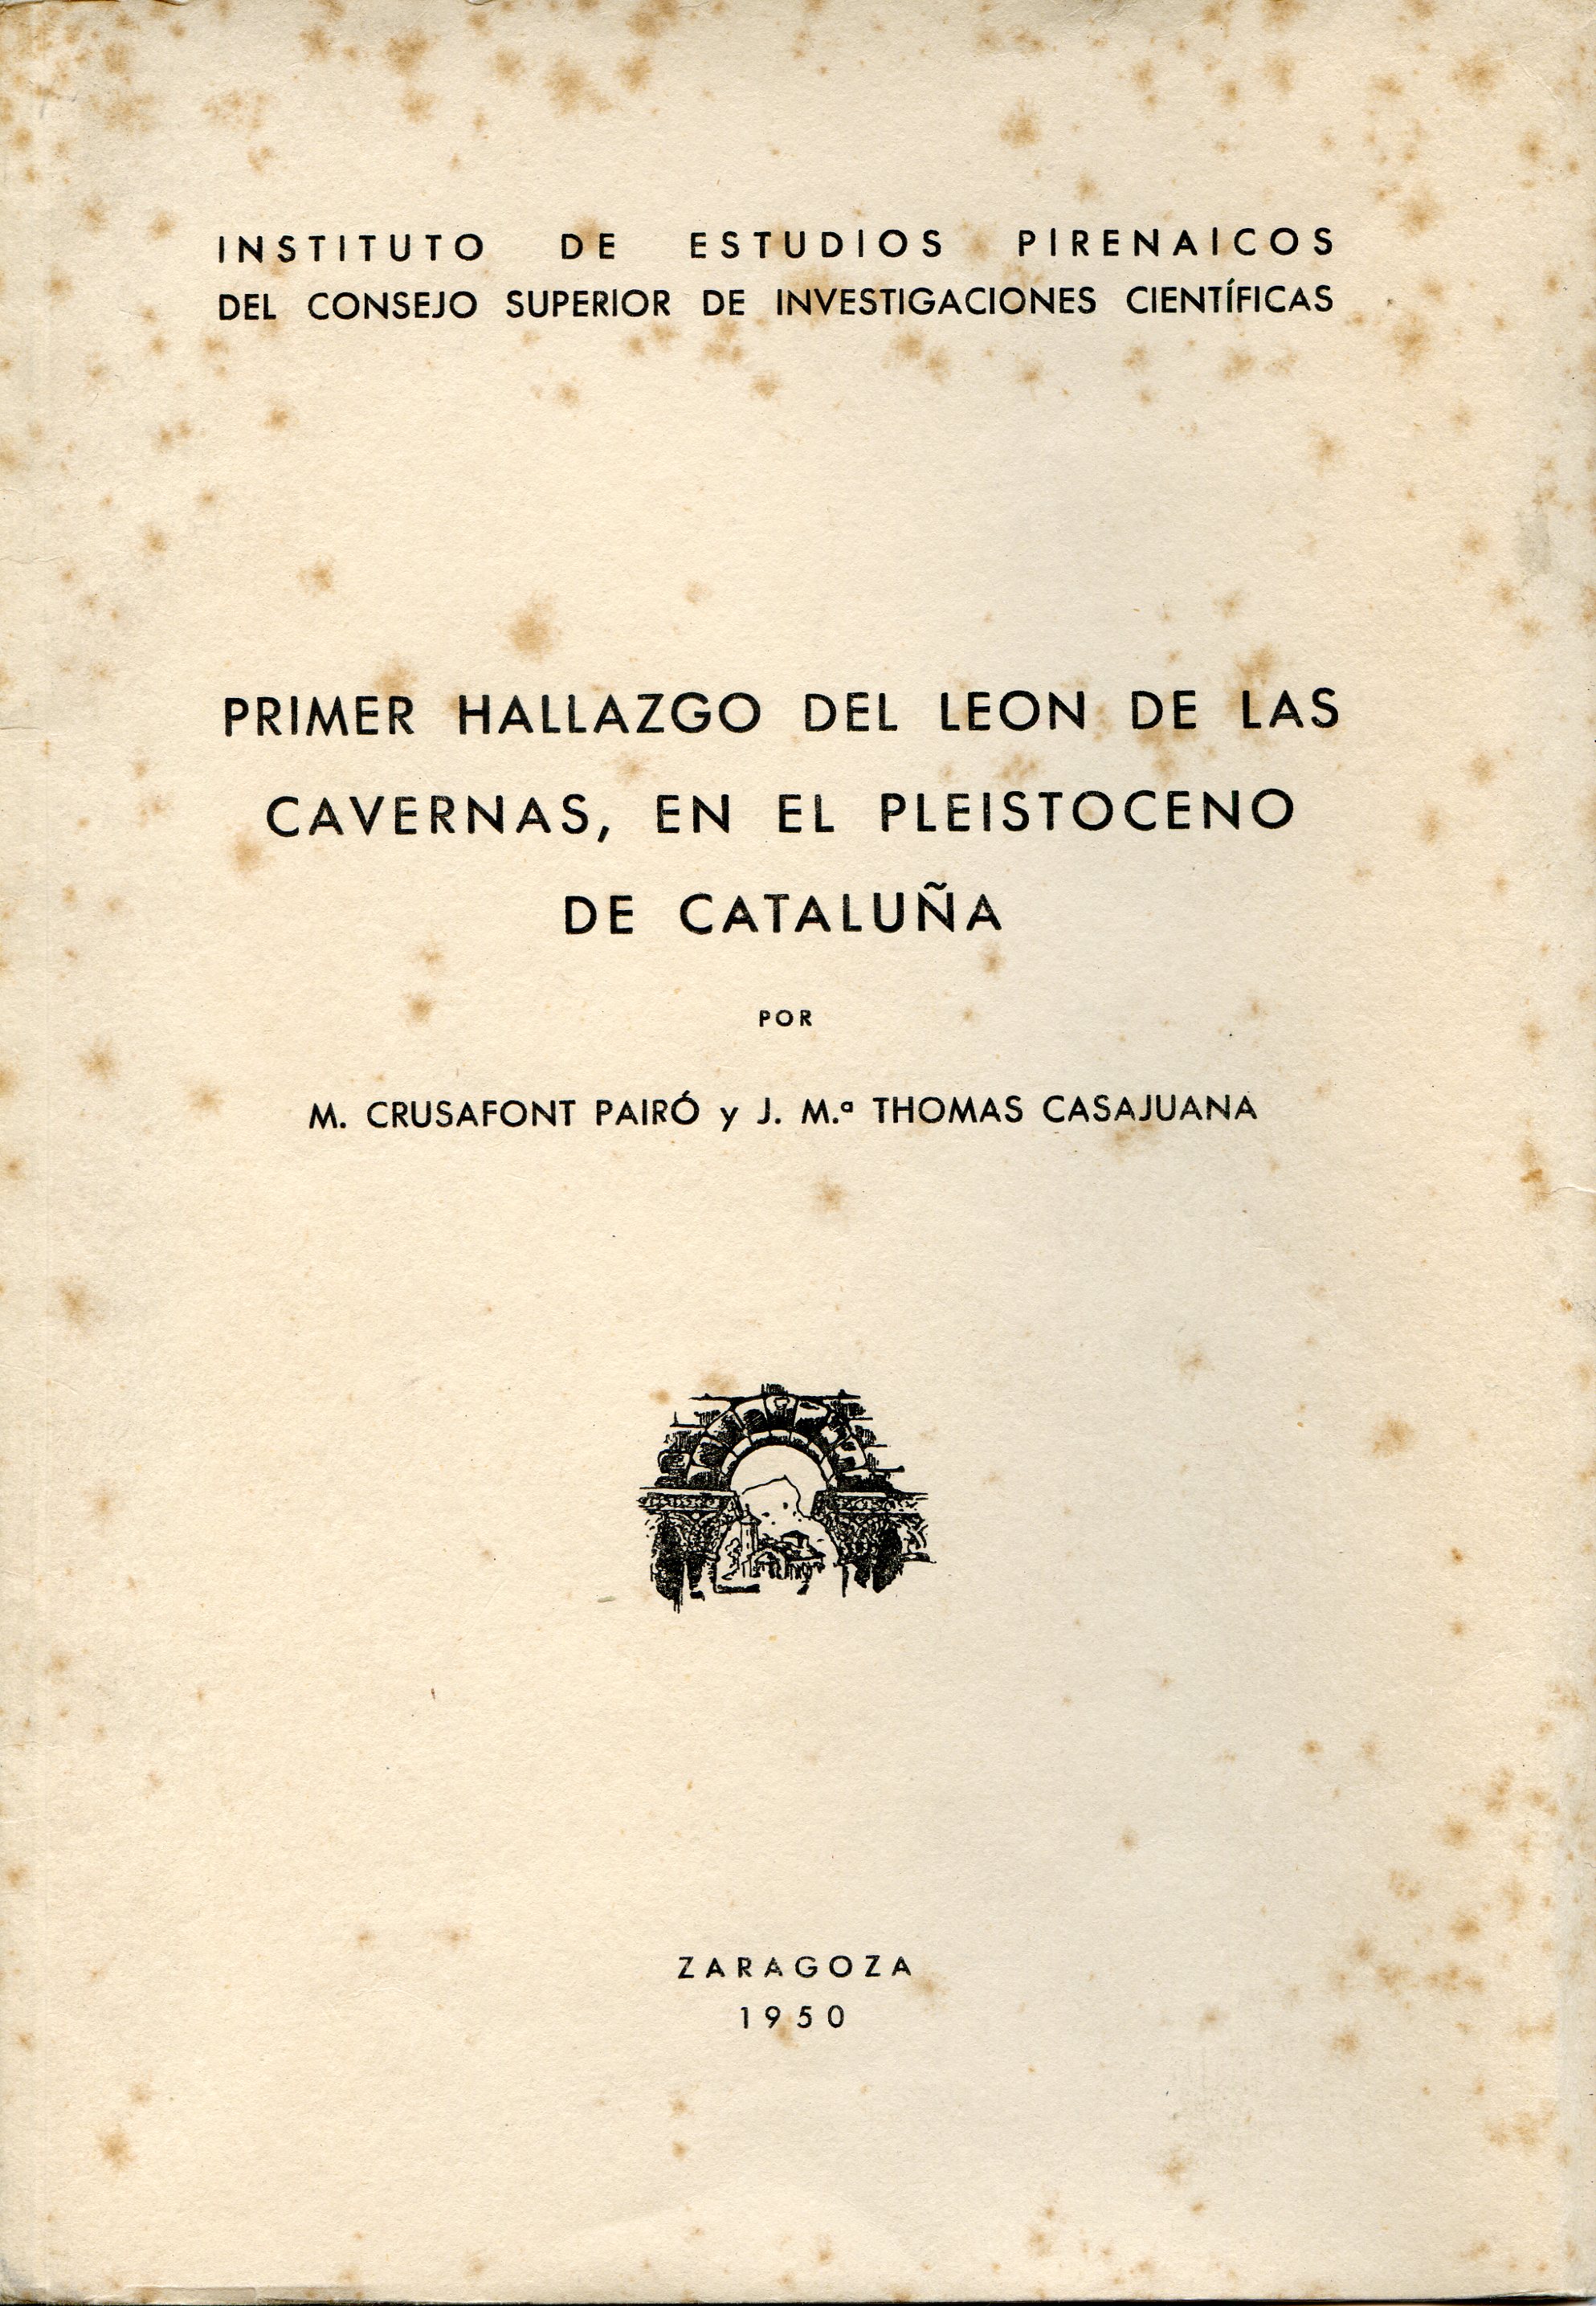 INSTITUTO DE ESTUDIOS PIRENAICOS
DEL CONSEJO SUPERIOR DE INVESTIGACIONES CIENTÍFICAS
PRIMER HALLAZGO DEL LEON DE LAS
CAVERNAS, EN EL PLEISTOCENO
DE CATALUÑA
POR
M. CRUSAFONT PAIRÓ y J. M.ª THOMAS CASAJUANA
ZARAGOZA
1950